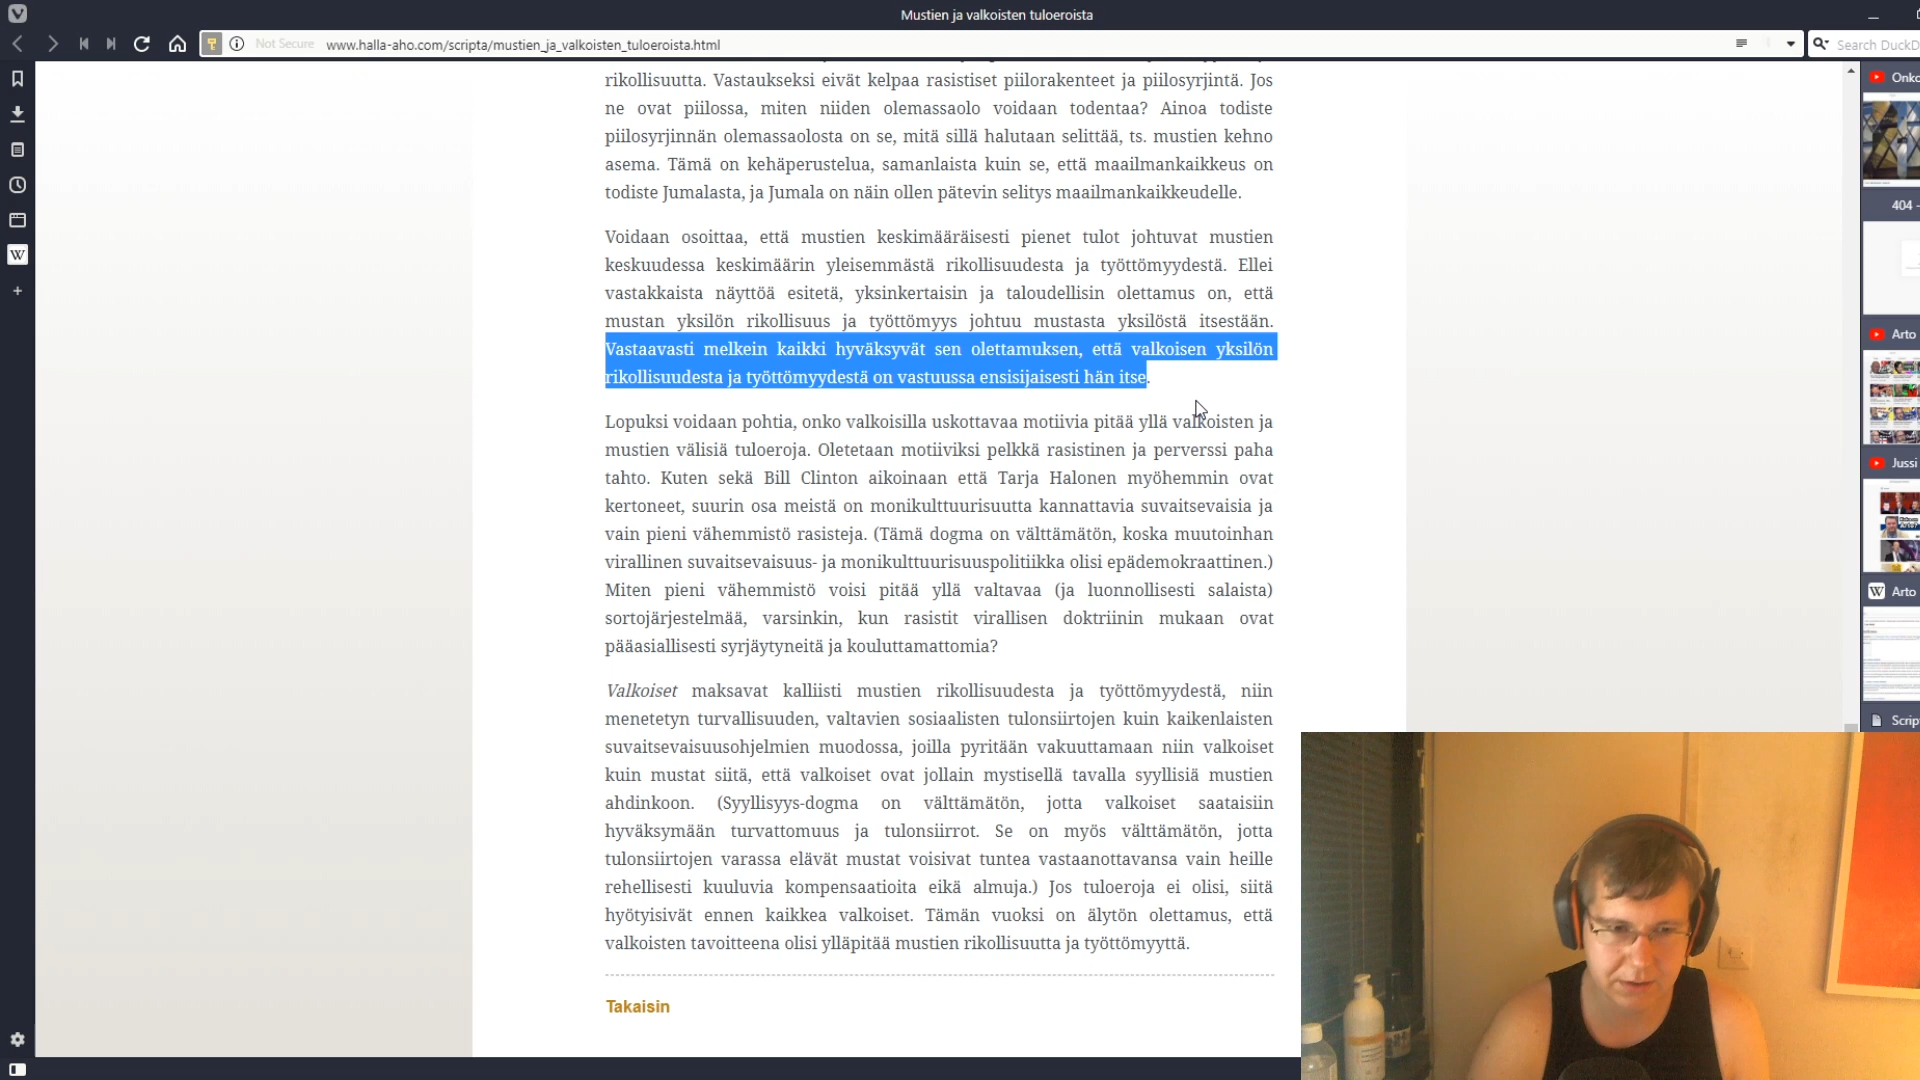 Mustien ja valkoisten tuloeroista
Not Secure www.halla-aho.com/scripta/mustien_ja_valkoisten_tuloeroista.html
Search DuckD
rikollisuutta. Vastaukseksi eivät kelpaa rasistiset piilorakenteet ja piilosyrjintä. Jos
ne ovat piilossa, miten niiden olemassaolo voidaan todentaa? Ainoa todiste
piilosyrjinnän olemassaolosta on se, mitä sillä halutaan selittää, ts. mustien kehno
asema. Tämä on kehäperustelua, samanlaista kuin se, että maailmankaikkeus on
todiste Jumalasta, ja Jumala on näin ollen pätevin selitys maailmankaikkeudelle.
Voidaan osoittaa, että mustien keskimääräisesti pienet tulot johtuvat mustien
keskuudessa keskimäärin yleisemmästä rikollisuudesta ja työttömyydestä. Ellei
vastakkaista näyttöä esitetä, yksinkertaisin ja taloudellisin olettamus on, että
mustan yksilön rikollisuus ja työttömyys johtuu mustasta yksilöstä itsestään.
Vastaavasti melkein kaikki hyväksyvät sen olettamuksen, että valkoisen yksilön
rikollisuudesta ja työttömyydestä on vastuussa ensisijaisesti hän itse.
Lopuksi voidaan pohtia, onko valkoisilla uskottavaa motiivia pitää yllä valkoisten ja
mustien välisiä tuloeroja. Oletetaan motiiviksi pelkkä rasistinen ja perverssi paha
tahto. Kuten sekä Bill Clinton aikoinaan että Tarja Halonen myöhemmin ovat
kertoneet, suurin osa meistä on monikulttuurisuutta kannattavia suvaitsevaisia ja
vain pieni vähemmistö rasisteja. (Tämä dogma on välttämätön, koska muutoinhan
virallinen suvaitsevaisuus- ja monikulttuurisuuspolitiikka olisi epädemokraattinen.)
Miten pieni vähemmistö voisi pitää yllä valtavaa (ja luonnollisesti salaista)
sortojärjestelmää, varsinkin, kun rasistit virallisen doktriinin mukaan ovat
pääasiallisesti syrjäytyneitä ja kouluttamattomia?
Valkoiset maksavat kalliisti mustien rikollisuudesta ja työttömyydestä, niin
menetetyn turvallisuuden, valtavien sosiaalisten tulonsiirtojen kuin kaikenlaisten
suvaitsevaisuusohjelmien muodossa, joilla pyritään vakuuttamaan niin valkoiset
kuin mustat siitä, että valkoiset ovat jollain mystisellä tavalla syyllisiä mustien
ahdinkoon. (Syyllisyys-dogma on välttämätön, jotta valkoiset saataisiin
hyväksymään turvattomuus ja tulonsiirrot. Se on myös välttämätön, jotta
tulonsiirtojen varassa elävät mustat voisivat tuntea vastaanottavansa vain heille
rehellisesti kuuluvia kompensaatioita eikä almuja.) Jos tuloeroja ei olisi, siitä
hyötyisivät ennen kaikkea valkoiset. Tämän vuoksi on älytön olettamus, että
valkoisten tavoitteena olisi ylläpitää mustien rikollisuutta ja työttömyyttä.
Takaisin
W
Onko
404 -
Arto
Jussi
W Arto
Scrip